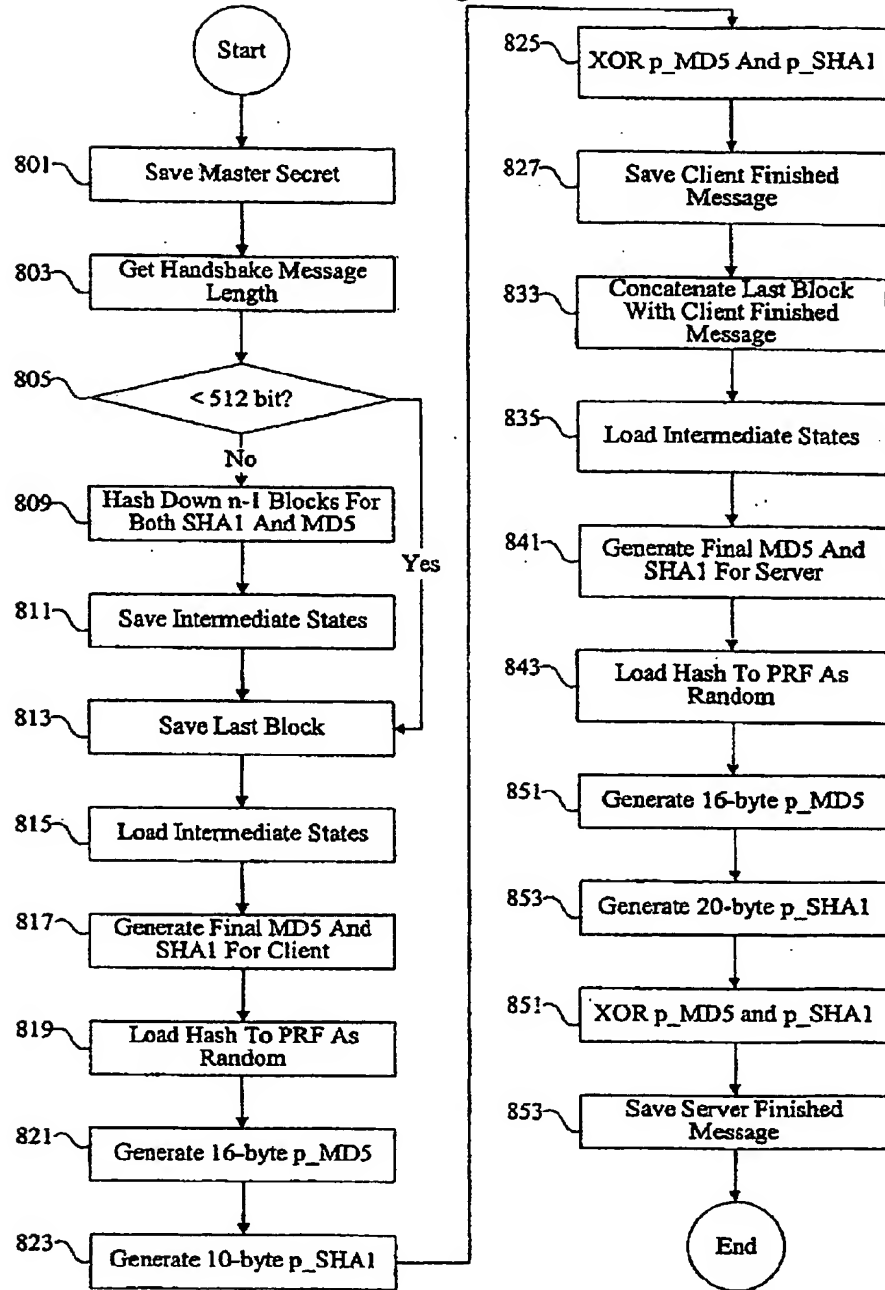 Start
801
Save Master Secret
803
Get Handshake Message
Length
805
< 512 bit?
No
Yes
809
Hash Down n-1 Blocks For
Both SHA1 And MD5
811
Save Intermediate States
813
Save Last Block
815
Load Intermediate States
817
Generate Final MD5 And
SHA1 For Client
819
Load Hash To PRF As
Random
821
Generate 16-byte p_MD5
823
Generate 10-byte p_SHA1
825
XOR p_MD5 And p_SHA1
827
Save Client Finished
Message
833
Concatenate Last Block
With Client Finished
Message
835
Load Intermediate States
841
Generate Final MD5 And
SHA1 For Server
843
Load Hash To PRF As
Random
851
Generate 16-byte p_MD5
853
Generate 20-byte p_SHA1
851
XOR p_MD5 and p_SHA1
853
Save Server Finished
Message
End